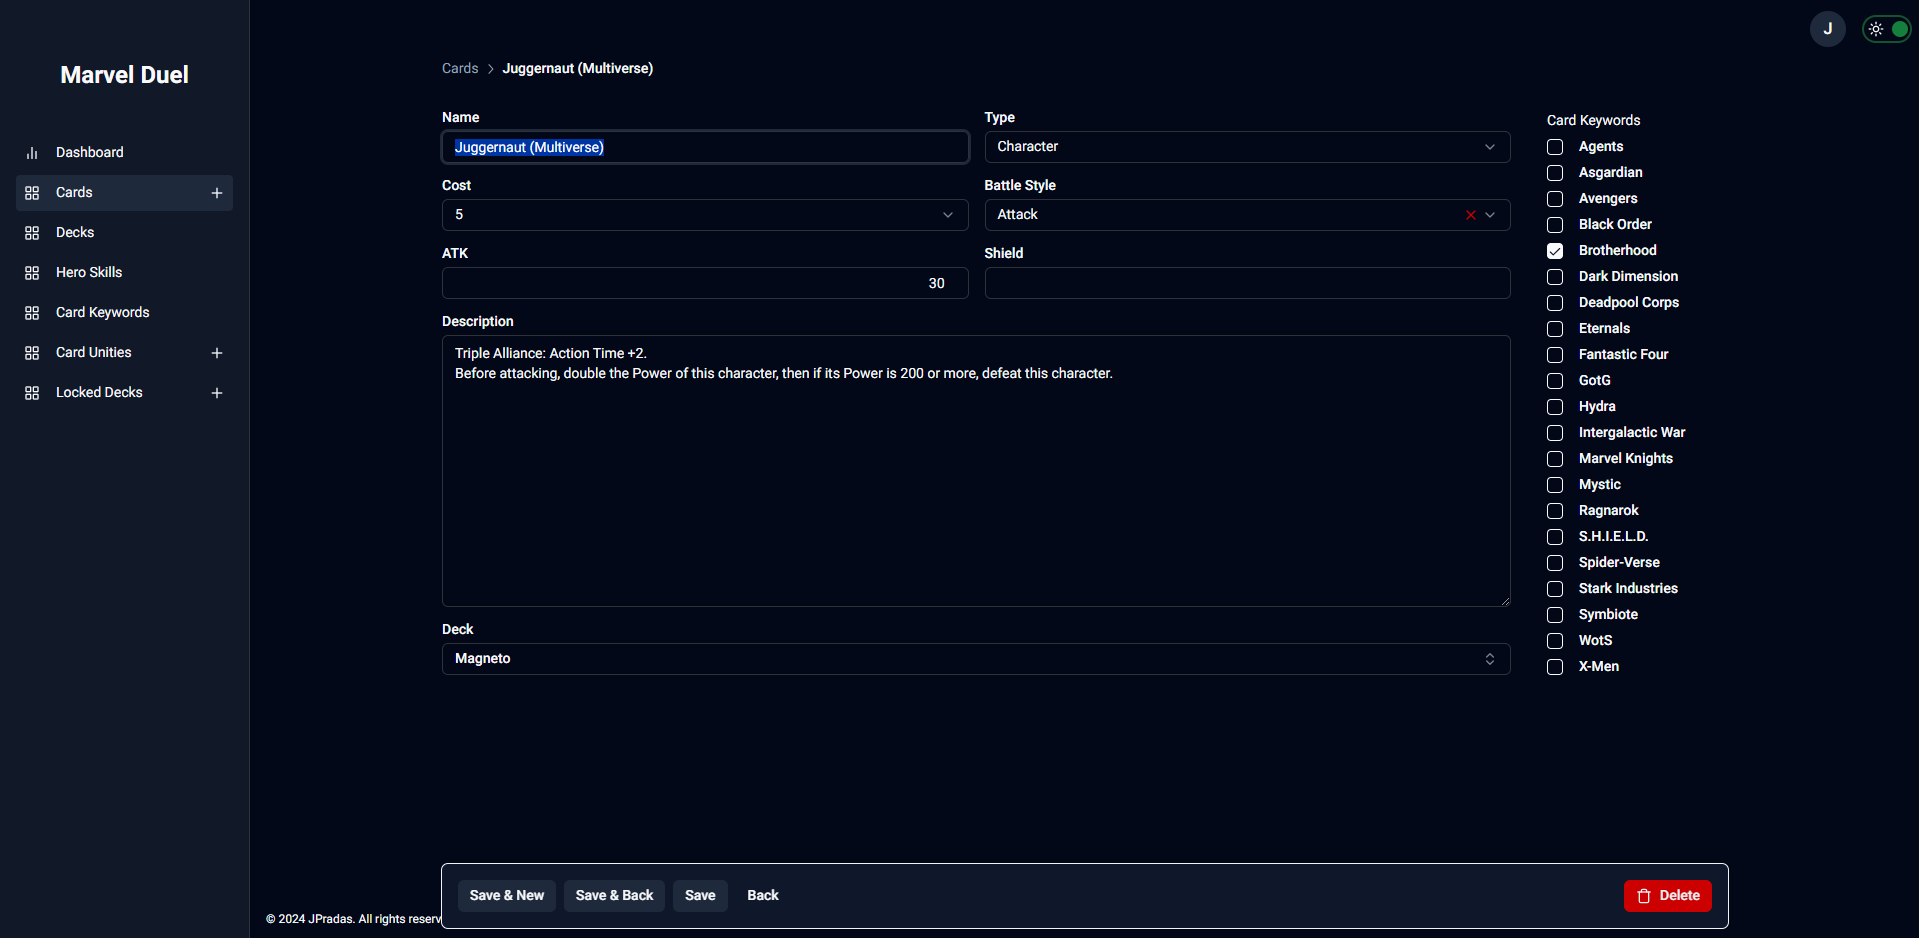 Marvel Duel
Dashboard
Cards
Decks
Hero Skills
Card Keywords
Card Unities
Locked Decks
J
Cards > Juggernaut (Multiverse)
Name
Juggernaut (Multiverse)
Type
Character
Cost
5
Battle Style
Attack
ATK
30
Shield
Description
Triple Alliance: Action Time +2.
Before attacking, double the Power of this character, then if its Power is 200 or more, defeat this character.
Deck
Magneto
Card Keywords
Agents
Asgardian
Avengers
Black Order
Brotherhood
Dark Dimension
Deadpool Corps
Eternals
Fantastic Four
GotG
Hydra
Intergalactic War
Marvel Knights
Mystic
Ragnarok
S.H.I.E.L.D.
Spider-Verse
Stark Industries
Symbiote
WotS
X-Men
Save & New
Save & Back
Save
Back
Delete
© 2024 JPradas. All rights reserv